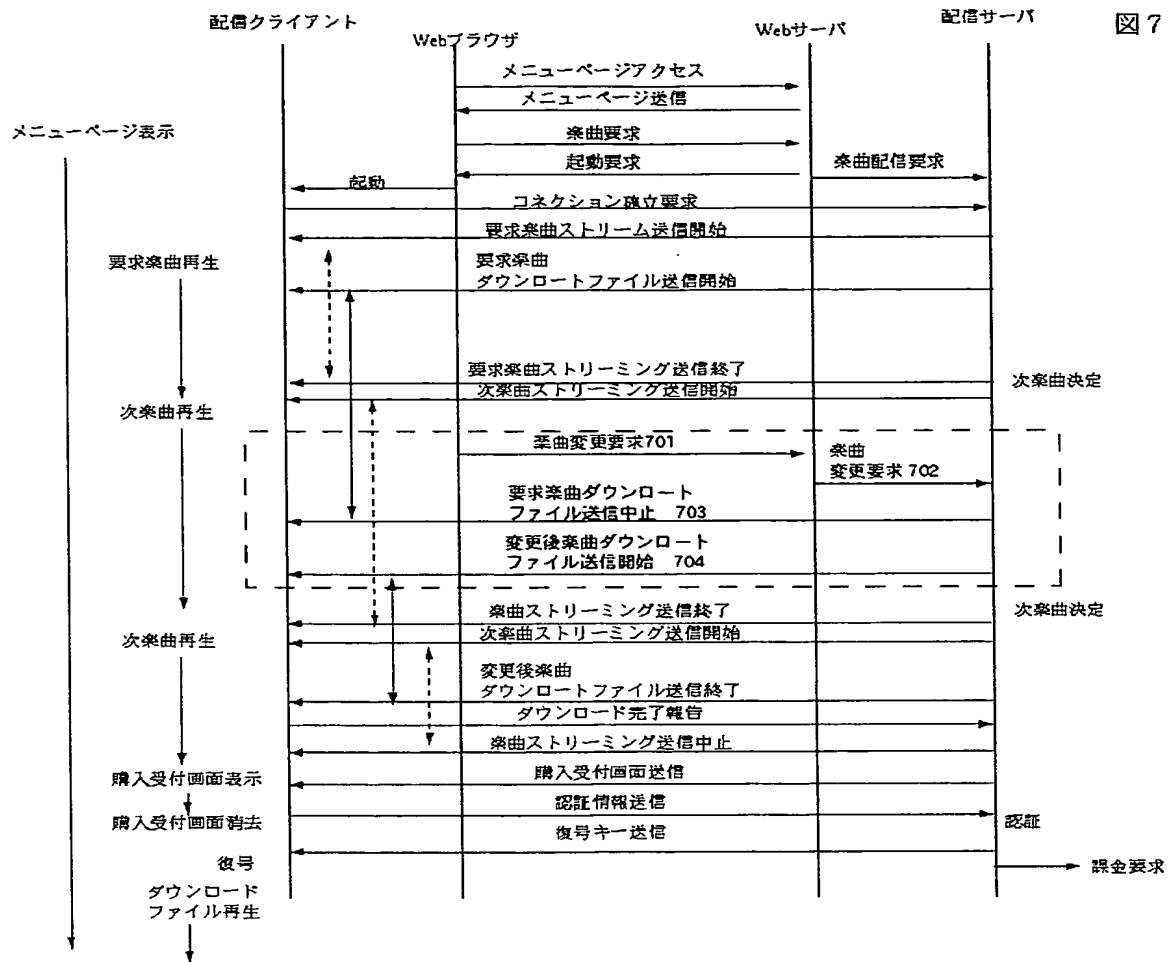 図7
配信クライアント
Webブラウザ
Webサーバ
配信サーバ
メニューページアクセス
メニューページ送信
メニューページ表示
楽曲要求
起動要求
楽曲配信要求
起動
コネクション確立要求
要求楽曲ストリーム送信開始
要求楽曲再生
要求楽曲
ダウンロートファイル送信開始
要求楽曲ストリーミング送信終了
次楽曲決定
次楽曲ストリーミング送信開始
次楽曲再生
楽曲変更要求701
楽曲
変更要求 702
要求楽曲ダウンロート
ファイル送信中止 703
変更後楽曲ダウンロート
ファイル送信開始 704
楽曲ストリーミング送信終了
次楽曲決定
次楽曲ストリーミング送信開始
次楽曲再生
変更後楽曲
ダウンロートファイル送信終了
ダウンロード完了報告
楽曲ストリーミング送信中止
購入受付画面送信
購入受付画面表示
認証情報送信
認証
購入受付画面消去
復号キー送信
復号
課金要求
ダウンロード
ファイル再生